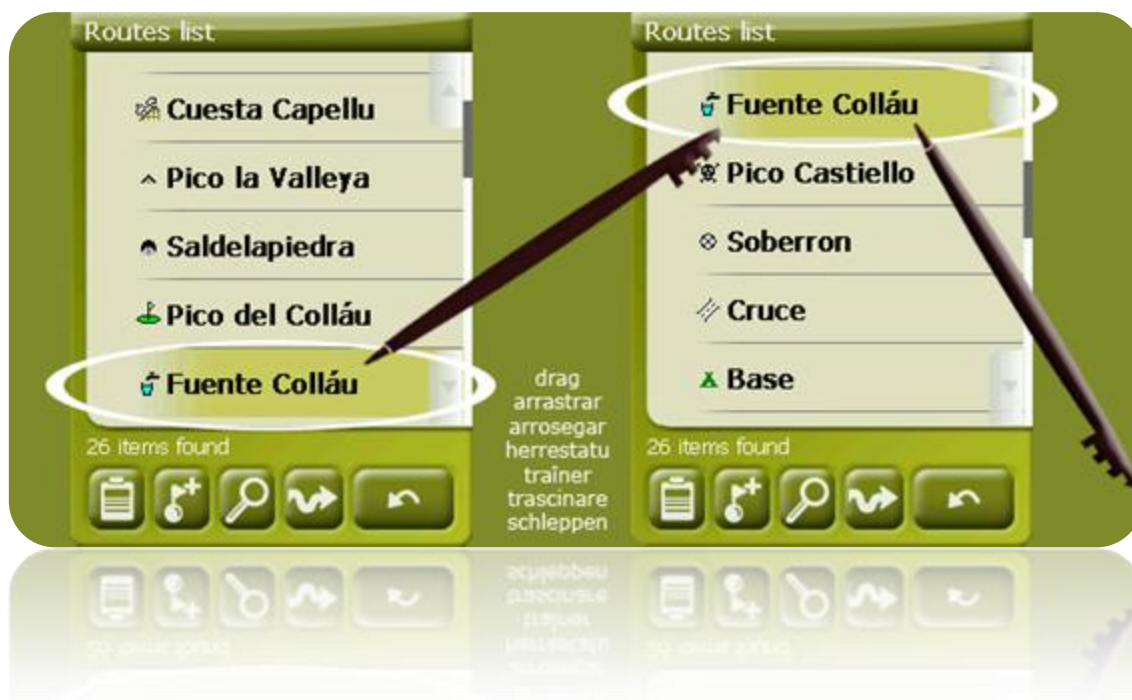 Routes list
Cuesta Capellu
Pico la Valleya
Saldelapiedra
Pico del Colláu
Fuente Colláu
26 items found
drag
arrastrar
arrosegar
herrestatu
traîner
trascinare
schleppen
Routes list
Fuente Colláu
Pico Castiello
Soberron
Cruce
Base
26 items found